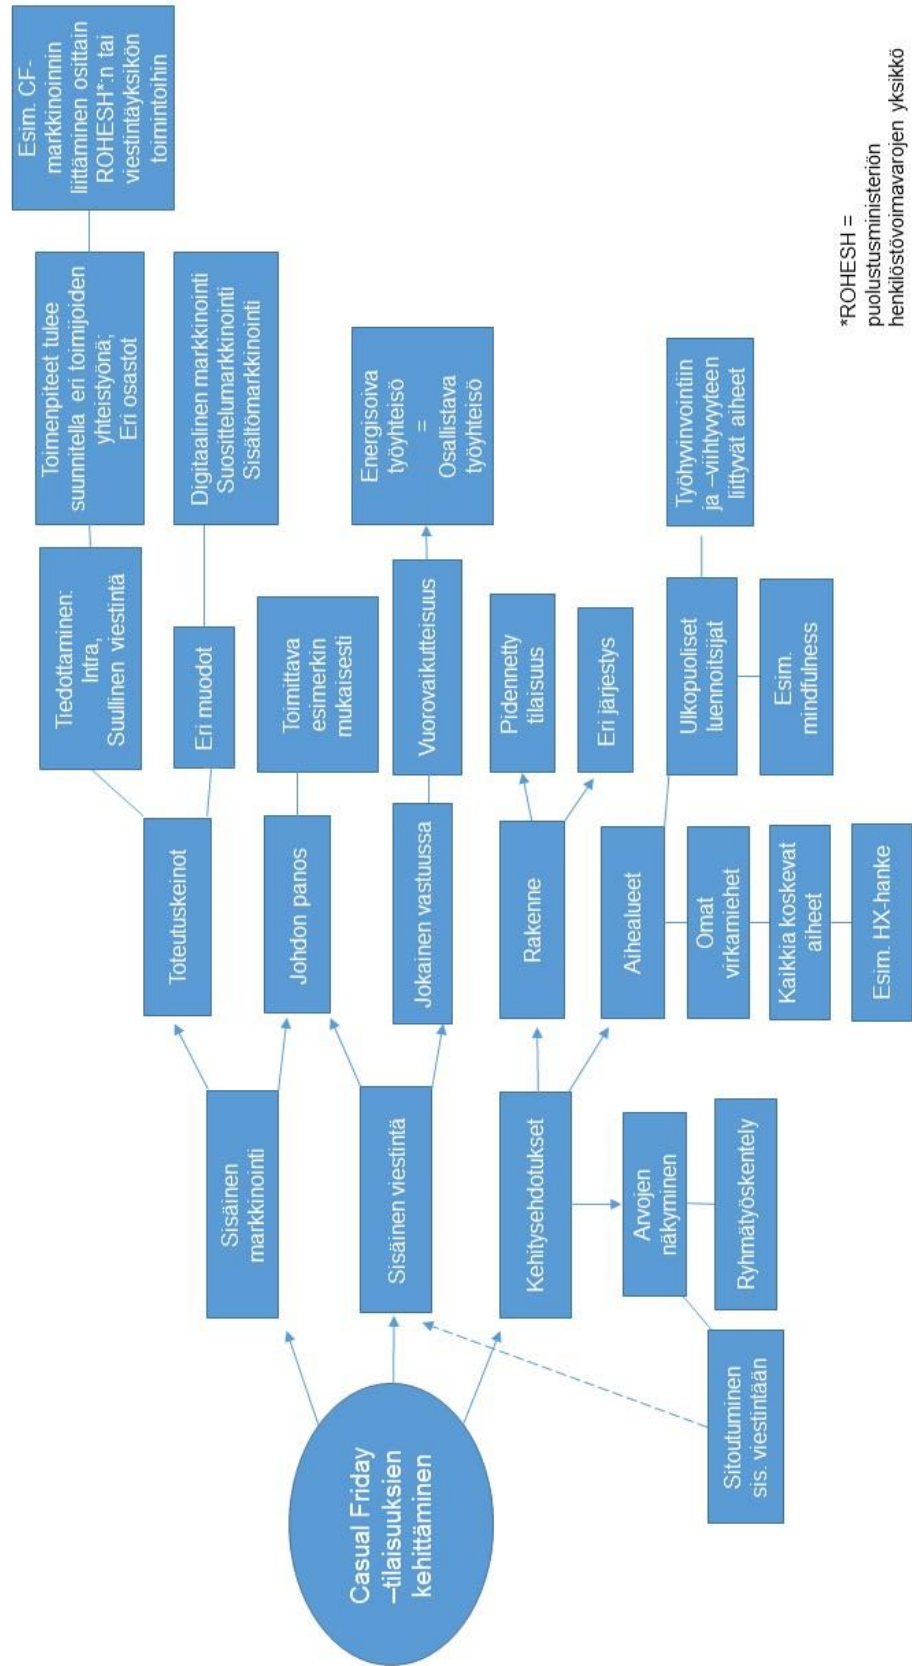 Casual Friday
–tilaisuuksien
kehittäminen
Sisäinen
markkinointi
Toteutuskeinot
Tiedottaminen:
Intra,
Suullinen viestintä
Toimenpiteet tulee
suunnitella eri toimijoiden
yhteistyönä;
Eri osastot
Esim. CF-
markkinoinnin
liittäminen osittain
ROHESH*:n tai
viestintäyksikön
toimintoihin
Eri muodot
Digitaalinen markkinointi
Suosittelumarkkinointi
Sisältömarkkinointi
Johdon panos
Toimittava
esimerkin
mukaisesti
Sisäinen viestintä
Jokainen vastuussa
Vuorovaikutteisuus
Energisoiva
työyhteisö
=
Osallistava
työyhteisö
Kehitysehdotukset
Rakenne
Pidennetty
tilaisuus
Eri järjestys
Aihealueet
Ulkopuoliset
luennoitsijat
Työhyvinvointiin
ja –viihtyvyyteen
liittyvät aiheet
Esim.
mindfulness
Omat
virkamiehet
Kaikkia koskevat
aiheet
Esim. HX-hanke
Arvojen
näkyminen
Ryhmätyöskentely
Sitoutuminen
sis. viestintään
*ROHESH =
puolustusministeriön
henkilöstövoimavarojen yksikkö